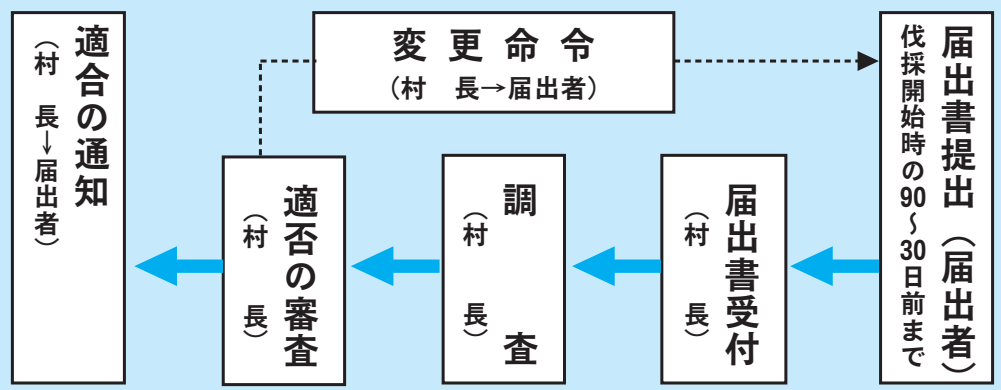 届出書提出（届出者）
伐採開始時の90～30日前まで
変更命令
（村　長→届出者）
届出書受付
（村　長）
調　査
（村　長）
適否の審査
（村　長）
適合の通知
（村　長→届出者）